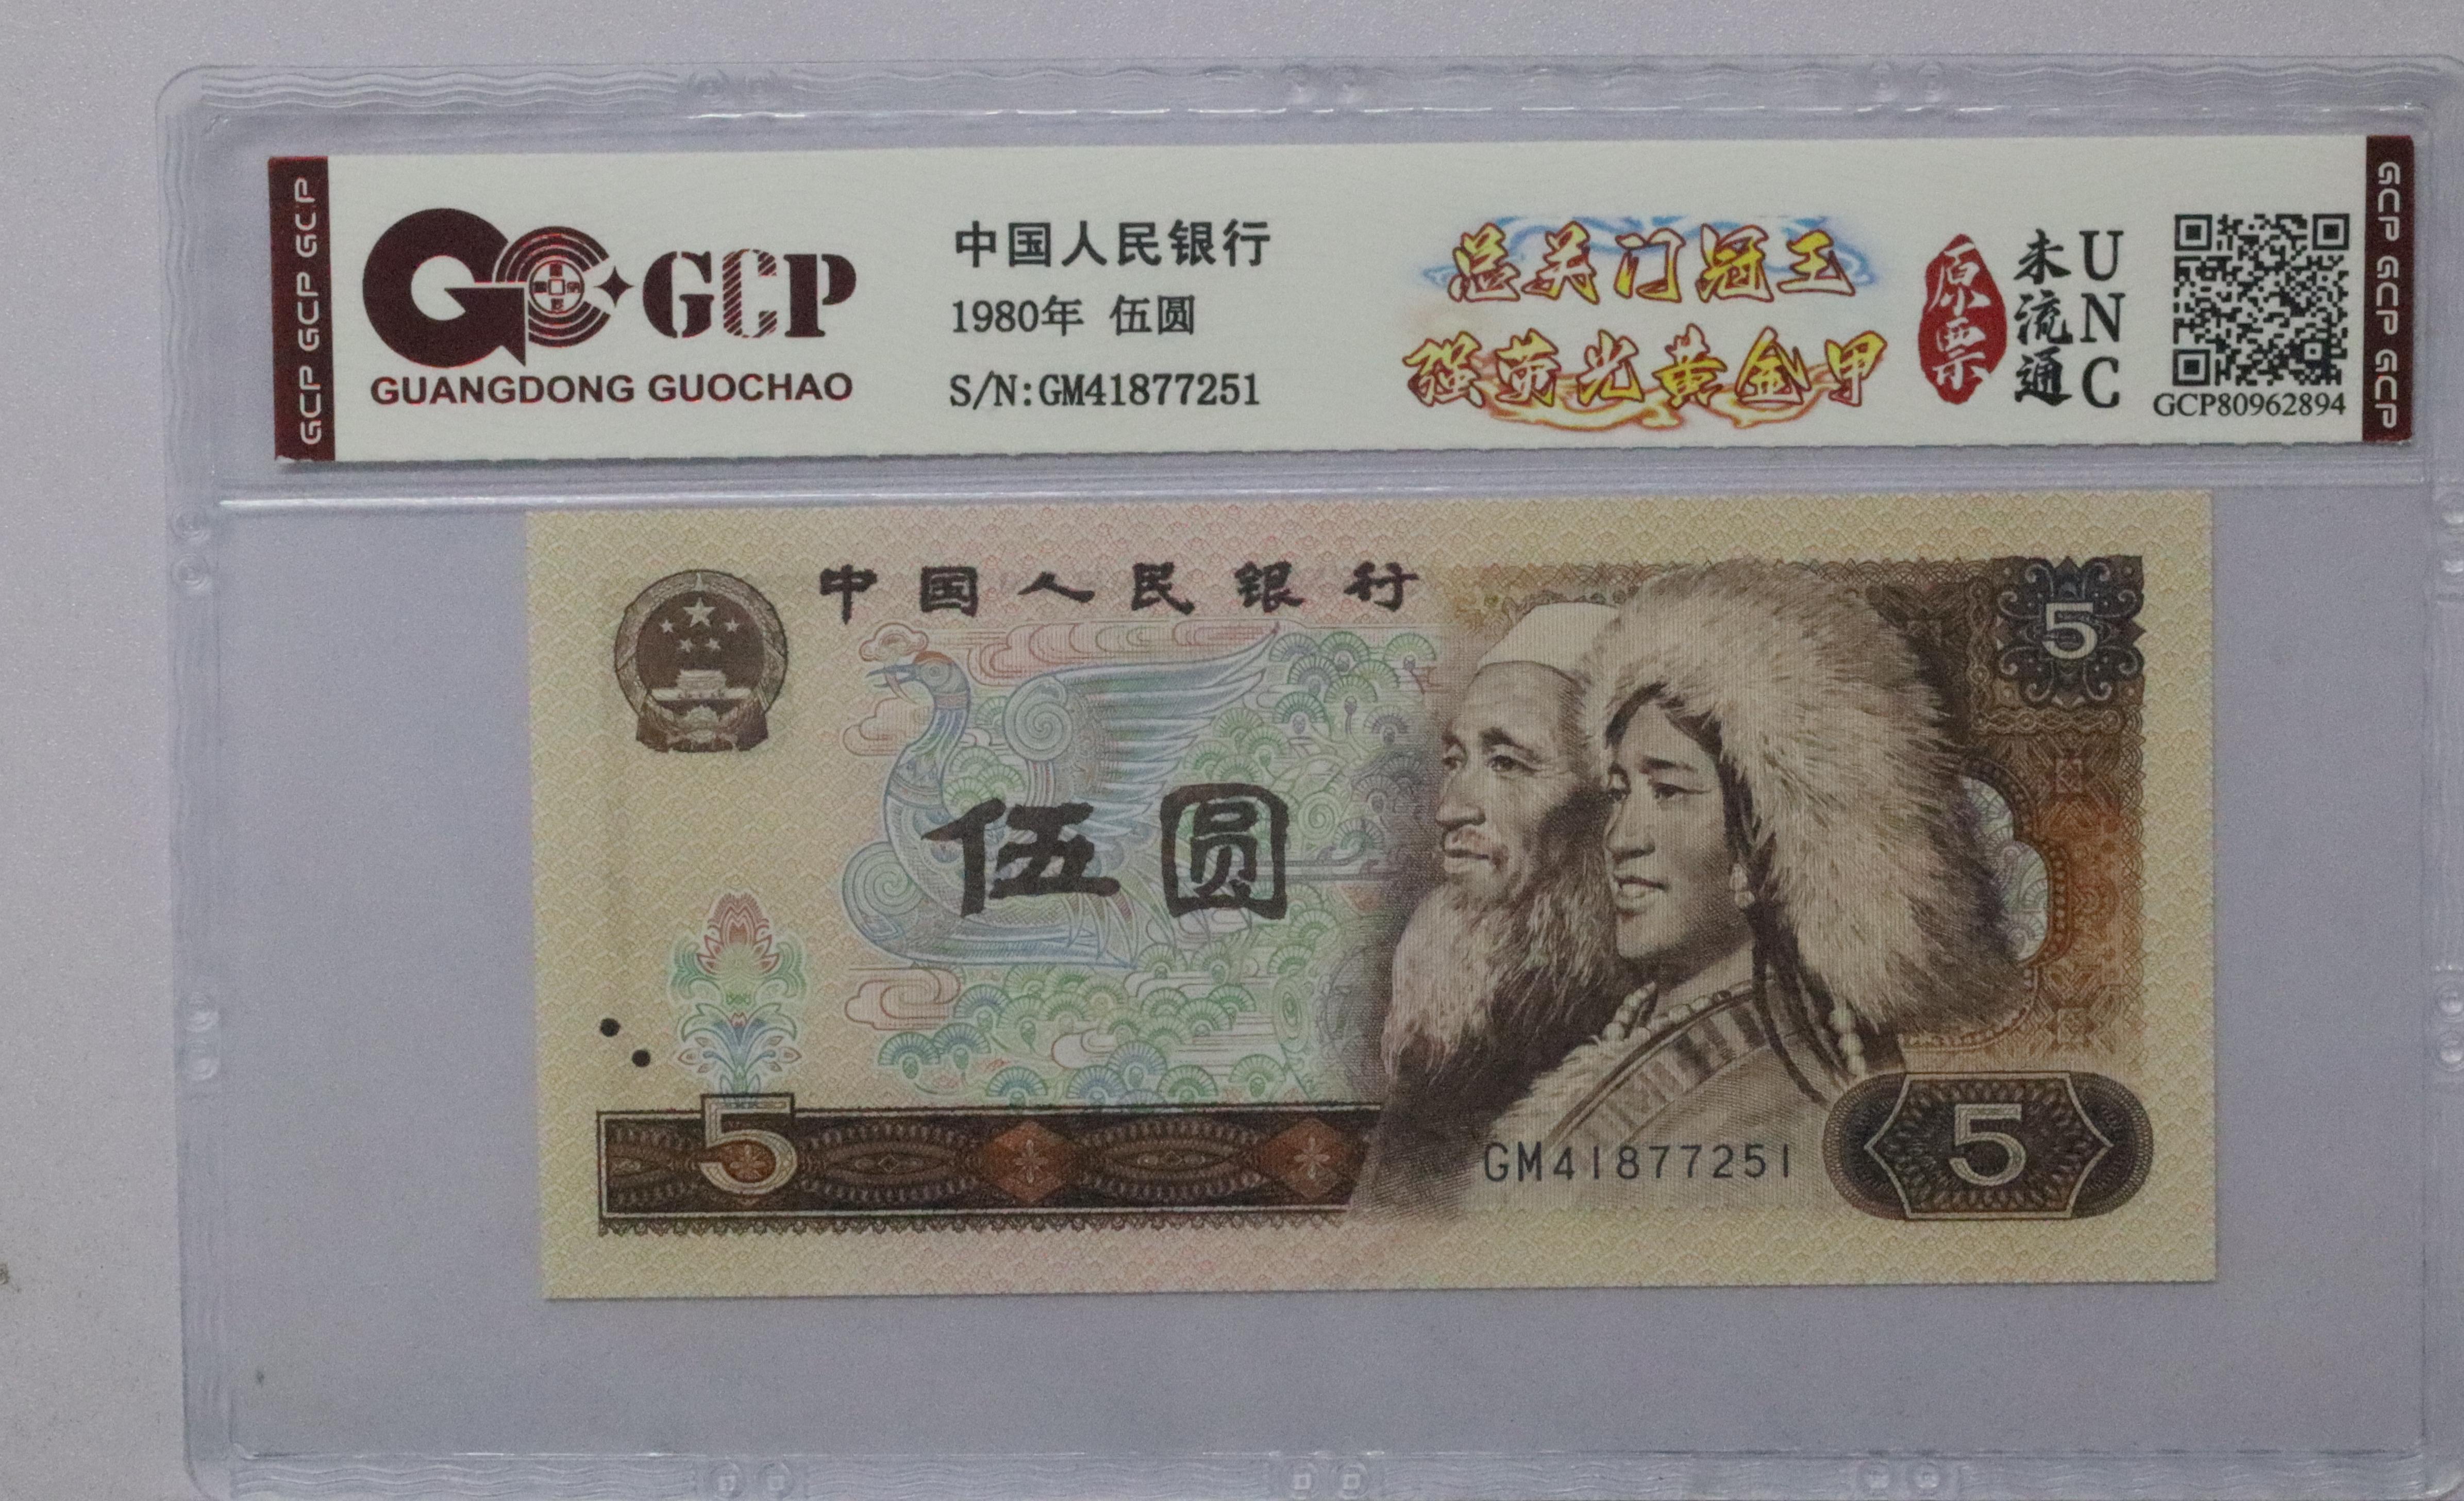 GCP GCP GCP
GCP
GUANGDONG GUOCHAO
中国人民银行
1980年 伍圆
S/N:GM41877251
总关门冠王
强荧光黄金甲
原票
未流通
UNC
GCP80962894
GCP GCP GCP
中国人民银行
5
伍圆
5
GM41877251
5